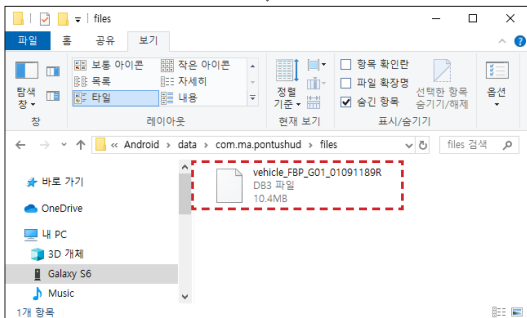 files
파일 홈 공유 보기
탐색 창
보통 아이콘 작은 아이콘
목록 자세히
타일 내용
정렬 기준
항목 확인란
파일 확장명
숨긴 항목
선택한 항목 숨기기/해제
옵션
창 레이아웃 현재 보기 표시/숨기기
« Android > data > com.ma.pontushud > files
files 검색
바로 가기
OneDrive
내 PC
3D 개체
Galaxy S6
Music
vehicle_FBP_G01_01091189R
DB3 파일
10.4MB
1개 항목